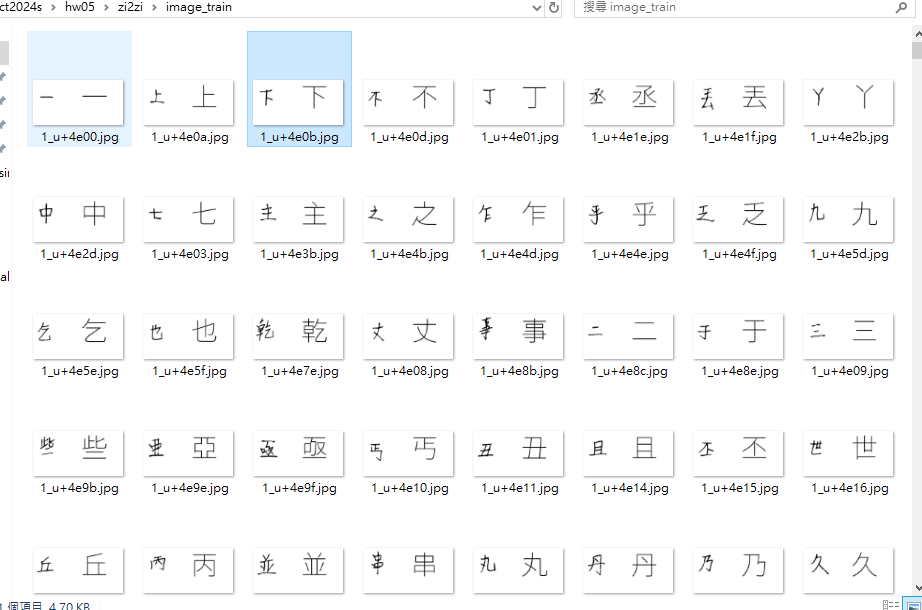 ct2024s › hw05 › zi2zi › image_train
搜尋 image_train
一 一 上 上 下 下 不 不 丁 丁 丞 丞 丟 丟 丫 丫
1_u+4e00.jpg 1_u+4e0a.jpg 1_u+4e0b.jpg 1_u+4e0d.jpg 1_u+4e01.jpg 1_u+4e1e.jpg 1_u+4e1f.jpg 1_u+4e2b.jpg
中 中 七 七 主 主 之 之 乍 乍 乎 乎 乏 乏 九 九
1_u+4e2d.jpg 1_u+4e03.jpg 1_u+4e3b.jpg 1_u+4e4b.jpg 1_u+4e4d.jpg 1_u+4e4e.jpg 1_u+4e4f.jpg 1_u+4e5d.jpg
乞 乞 也 也 乾 乾 丈 丈 事 事 二 二 于 于 三 三
1_u+4e5e.jpg 1_u+4e5f.jpg 1_u+4e7e.jpg 1_u+4e08.jpg 1_u+4e8b.jpg 1_u+4e8c.jpg 1_u+4e8e.jpg 1_u+4e09.jpg
些 些 亞 亞 亟 亟 丐 丐 丑 丑 且 且 丕 丕 世 世
1_u+4e9b.jpg 1_u+4e9e.jpg 1_u+4e9f.jpg 1_u+4e10.jpg 1_u+4e11.jpg 1_u+4e14.jpg 1_u+4e15.jpg 1_u+4e16.jpg
丘 丘 丙 丙 並 並 串 串 丸 丸 丹 丹 乃 乃 久 久
個項目 4.70 KB